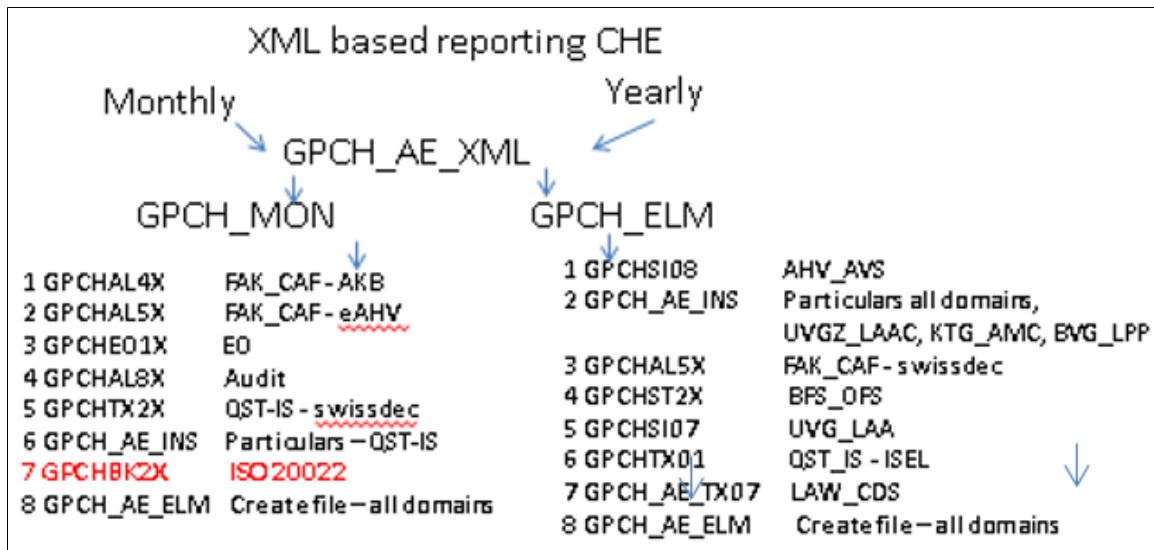 XML based reporting CHE
Monthly
Yearly
GPCH_AE_XML
GPCH_MON
GPCH_ELM
1 GPCHAL4X FAK_CAF - AKB
2 GPCHAL5X FAK_CAF - eAHV
3 GPCHEO1X EO
4 GPCHAL8X Audit
5 GPCHTX2X QST-IS - swissdec
6 GPCH_AE_INS Particulars – QST-IS
7 GPCHBK2X ISO20022
8 GPCH_AE_ELM Create file – all domains
1 GPCHSI08 AHV_AVS
2 GPCH_AE_INS Particulars all domains,
UVGZ_LAAC, KTG_AMC, BVG_LPP
3 GPCHAL5X FAK_CAF - swissdec
4 GPCHST2X BFS_OFS
5 GPCHSI07 UVG_LAA
6 GPCHTX01 QST_IS - ISEL
7 GPCH_AE_TX07 LAW_CDS
8 GPCH_AE_ELM Create file – all domains